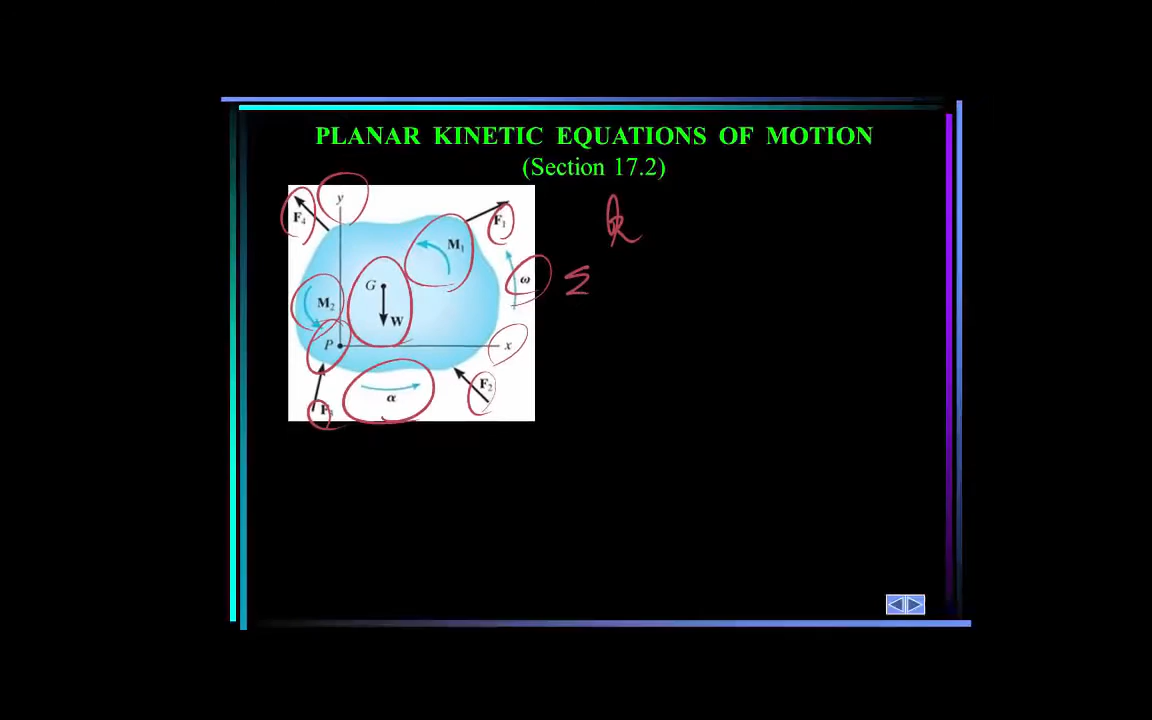 PLANAR KINETIC EQUATIONS OF MOTION
(Section 17.2)
y
F₄
F₁
M₁
ω
G
M₂
W
P
x
F₂
α
F₃
k
Σ